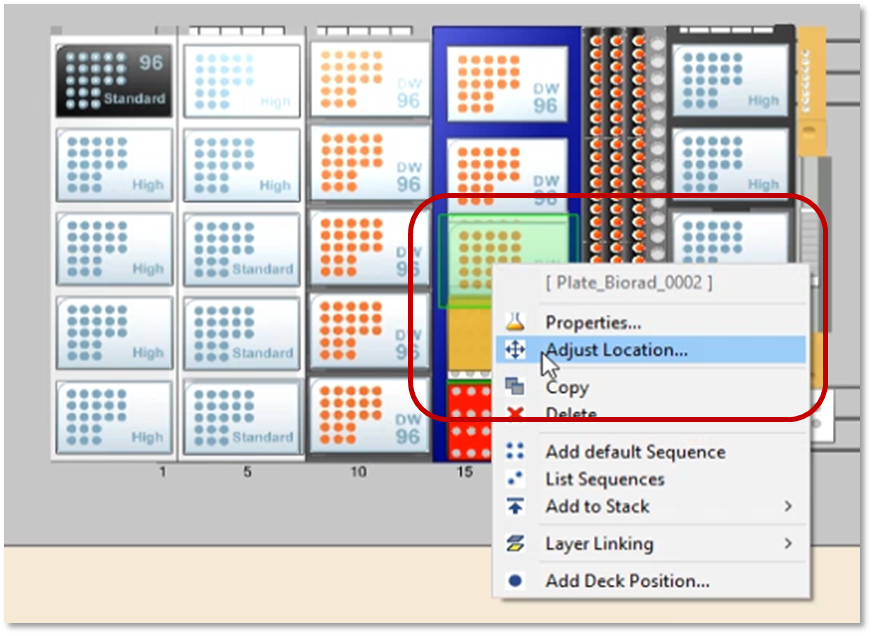 96
Standard
High
DW
96
DW
96
High
High
High
DW
96
DW
96
High
High
Standard
DW
96
High
Standard
DW
96
High
Standard
DW
96
1 5 10 15
[ Plate_Biorad_0002 ]
Properties...
Adjust Location...
Copy
Delete
Add default Sequence
List Sequences
Add to Stack
Layer Linking
Add Deck Position...